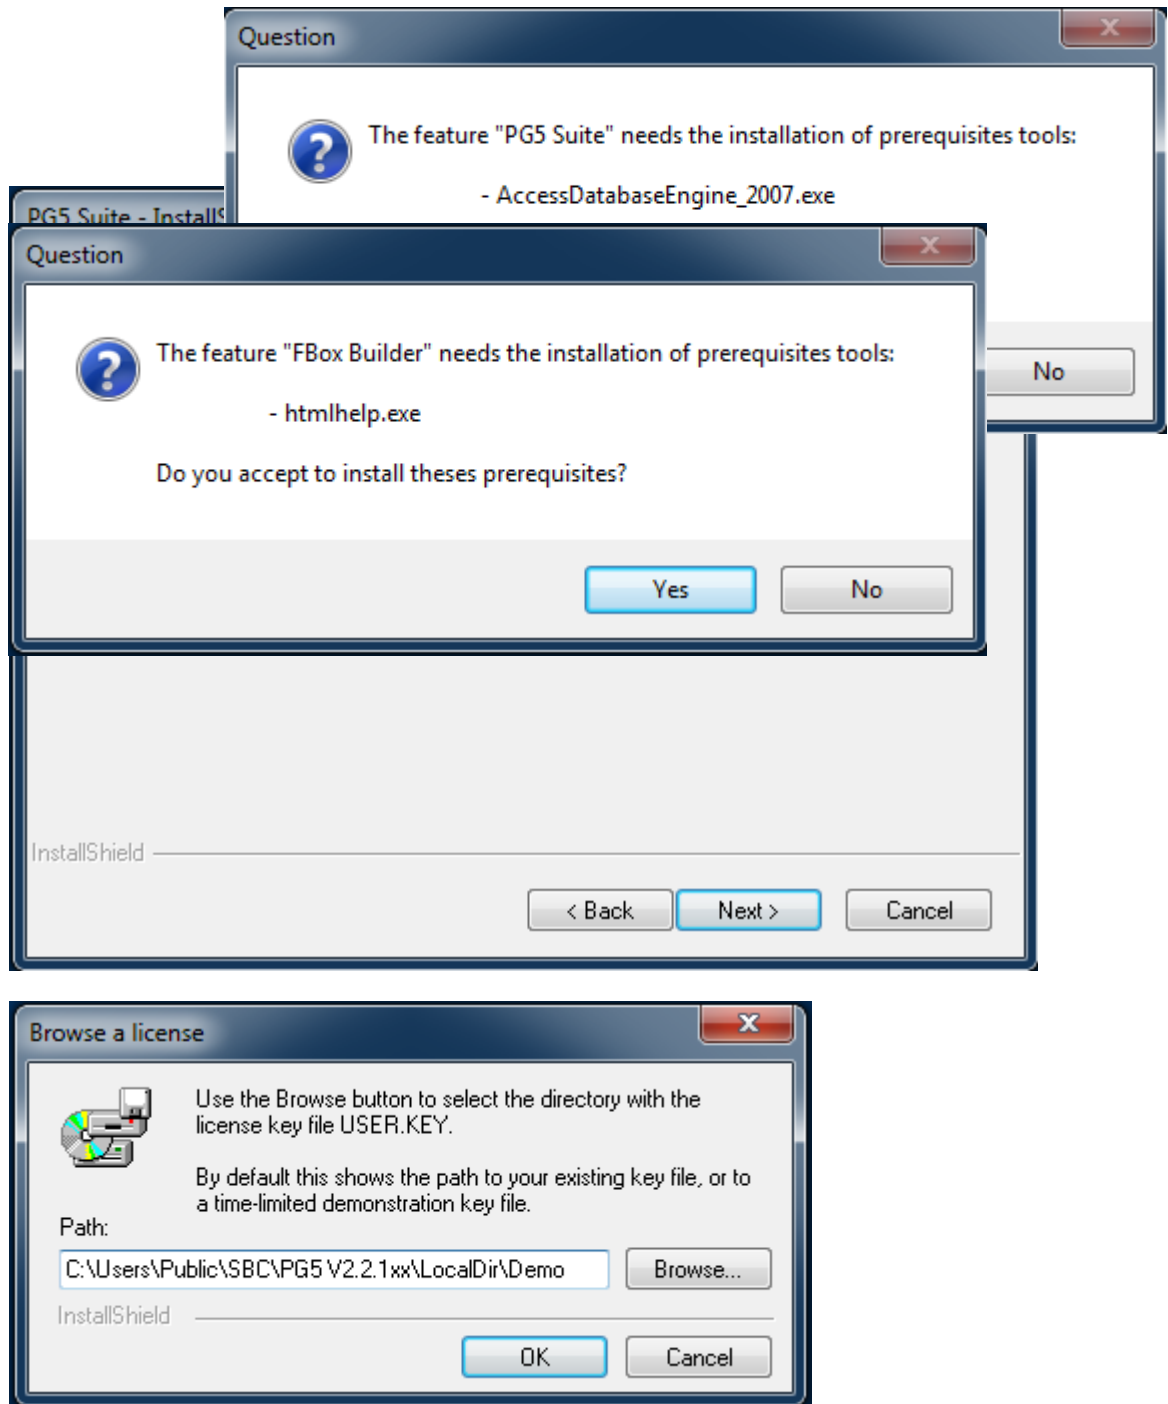 Question
The feature "PG5 Suite" needs the installation of prerequisites tools:
- AccessDatabaseEngine_2007.exe
No
PG5 Suite - InstallS
Question
The feature "FBox Builder" needs the installation of prerequisites tools:
- htmlhelp.exe
Do you accept to install theses prerequisites?
Yes No
InstallShield
< Back Next > Cancel
Browse a license
Use the Browse button to select the directory with the
license key file USER.KEY.
By default this shows the path to your existing key file, or to
a time-limited demonstration key file.
Path:
C:\Users\Public\SBC\PG5 V2.2.1xx\LocalDir\Demo Browse...
InstallShield
OK Cancel